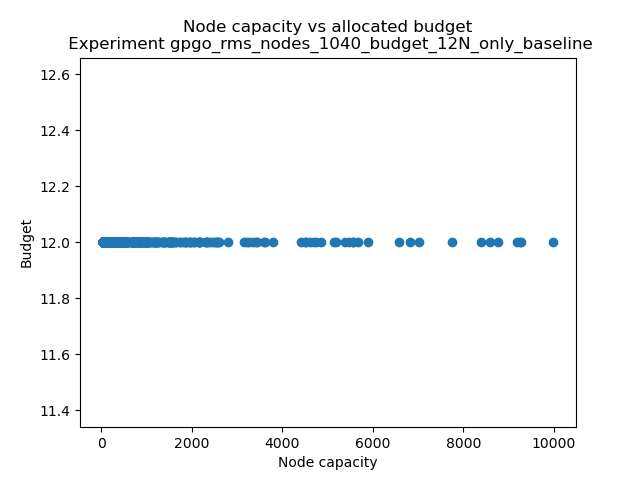 Node capacity vs allocated budget
Experiment gpgo_rms_nodes_1040_budget_12N_only_baseline
12.6
12.4
12.2
12.0
11.8
11.6
11.4
Budget
0 2000 4000 6000 8000 10000
Node capacity